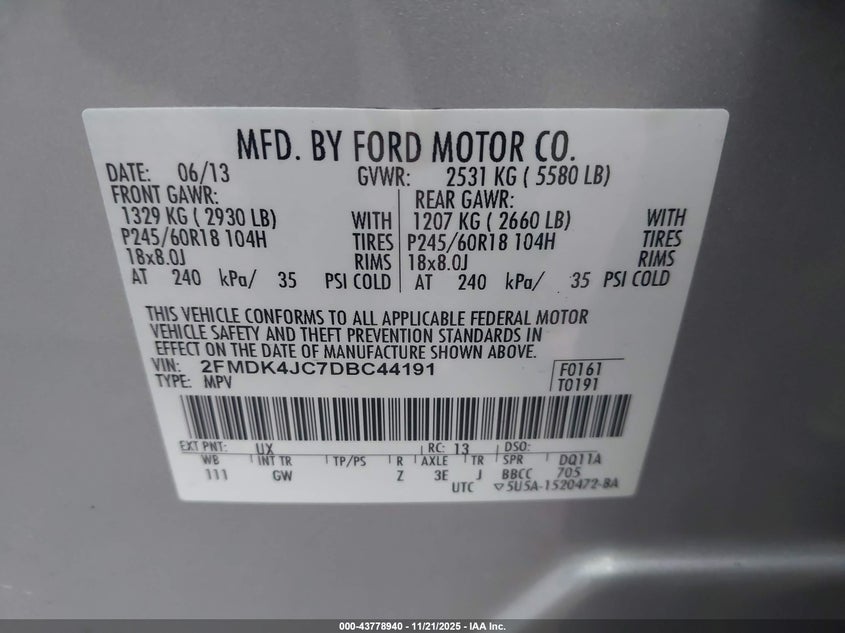 MFD. BY FORD MOTOR CO.
DATE: 06/13 GVWR: 2531 KG ( 5580 LB)
FRONT GAWR: REAR GAWR:
1329 KG ( 2930 LB) WITH 1207 KG ( 2660 LB) WITH
P245/60R18 104H TIRES P245/60R18 104H TIRES
18x8.0J RIMS 18x8.0J RIMS
AT 240 kPa/ 35 PSI COLD AT 240 kPa/ 35 PSI COLD
THIS VEHICLE CONFORMS TO ALL APPLICABLE FEDERAL MOTOR
VEHICLE SAFETY AND THEFT PREVENTION STANDARDS IN
EFFECT ON THE DATE OF MANUFACTURE SHOWN ABOVE.
VIN: 2FMDK4JC7DBC44191 F0161
TYPE: MPV T0191
EXT PNT: UX RC: 13 DSO:
WB INT TR TP/PS R AXLE TR SPR DQ11A
111 GW Z 3E J BBCC 705
UTC ▽5U5A-1520472-BA
000-43778940 - 11/21/2025 - © IAA Inc.